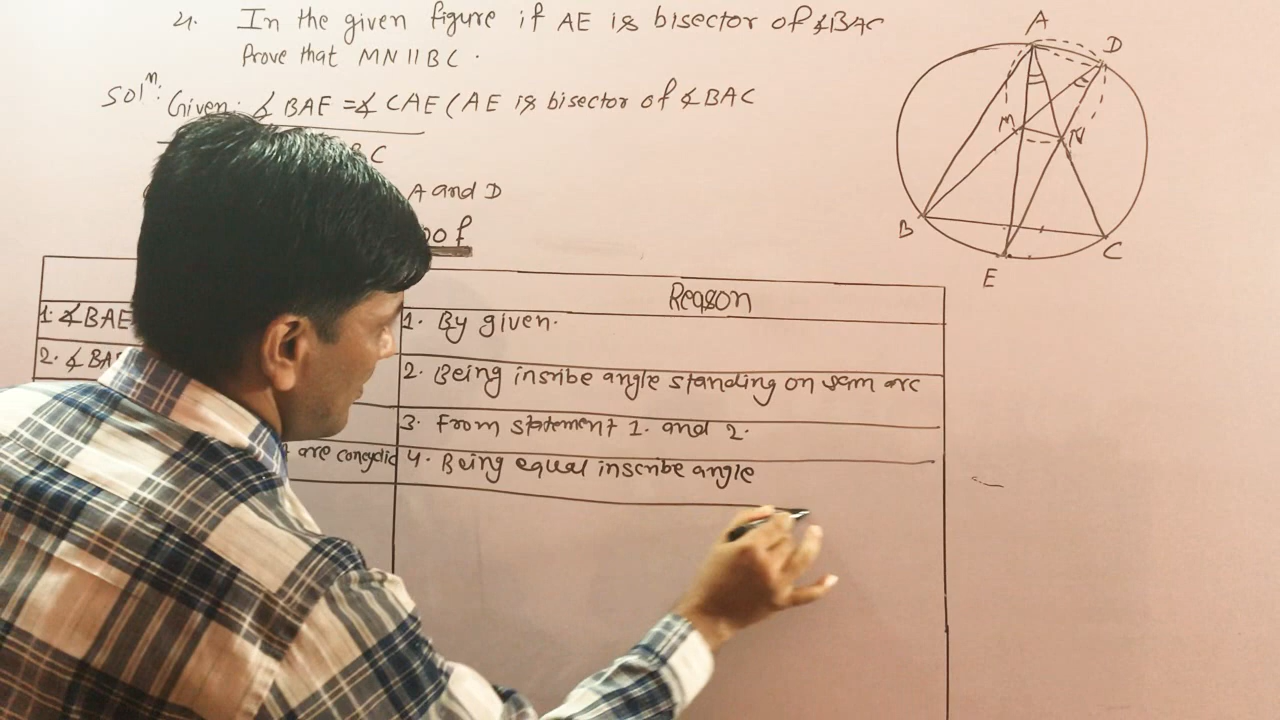 4. In the given figure if AE is bisector of ∡BAC
Prove that MN || BC.
Solⁿ: Given: ∡BAE = ∡CAE (AE is bisector of ∡BAC
BC
A and D
oof
Reason
1. ∡BAE
1. By given.
2. ∡BA
2. Being inscribe angle standing on sem arc
3. From statement 1. and 2.
are concyclic
4. Being equal inscribe angle
A
D
M
N
B
C
E